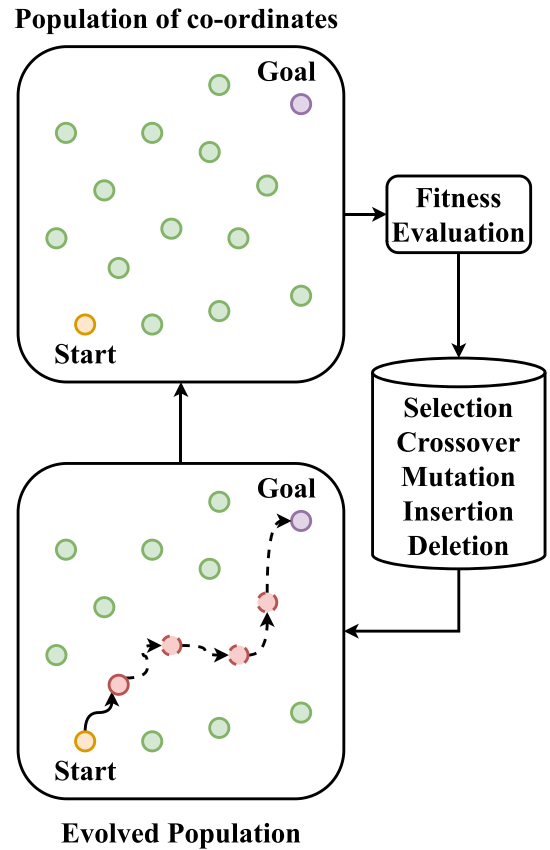 Population of co-ordinates
Goal
Start
Fitness
Evaluation
Selection
Crossover
Mutation
Insertion
Deletion
Goal
Start
Evolved Population